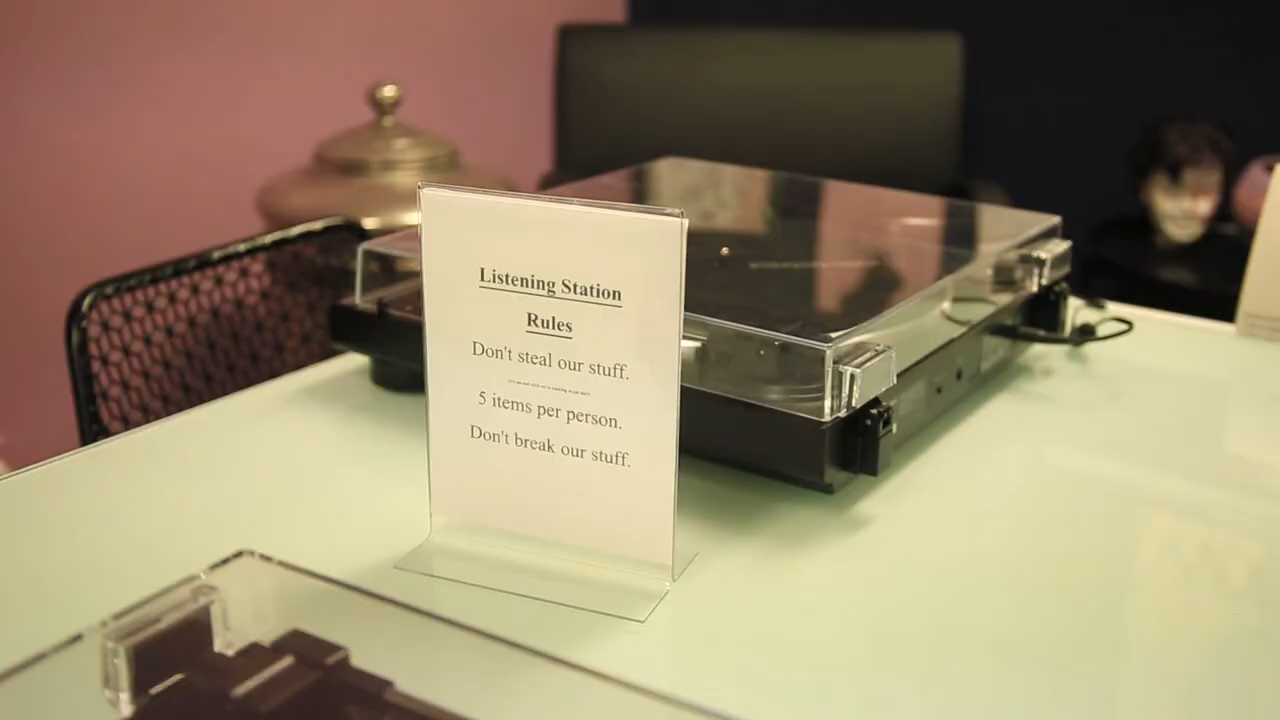 Listening Station
Rules
Don't steal our stuff.
5 items per person.
Don't break our stuff.